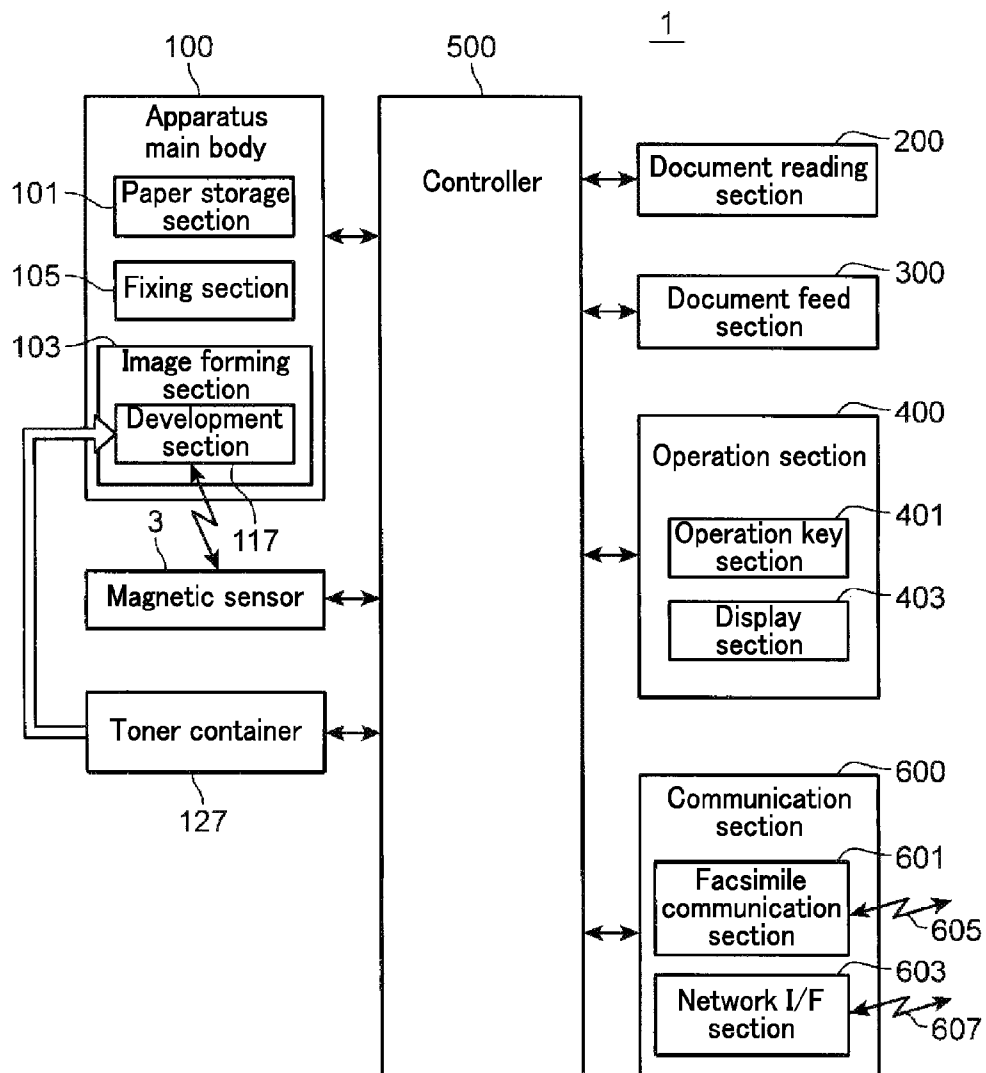 1
100
500
Apparatus
main body
101
Paper storage
section
105
Fixing section
103
Image forming
section
Development
section
117
3
Magnetic sensor
Toner container
127
Controller
200
Document reading
section
300
Document feed
section
400
Operation section
401
Operation key
section
403
Display
section
600
Communication
section
601
Facsimile
communication
section
605
603
Network I/F
section
607